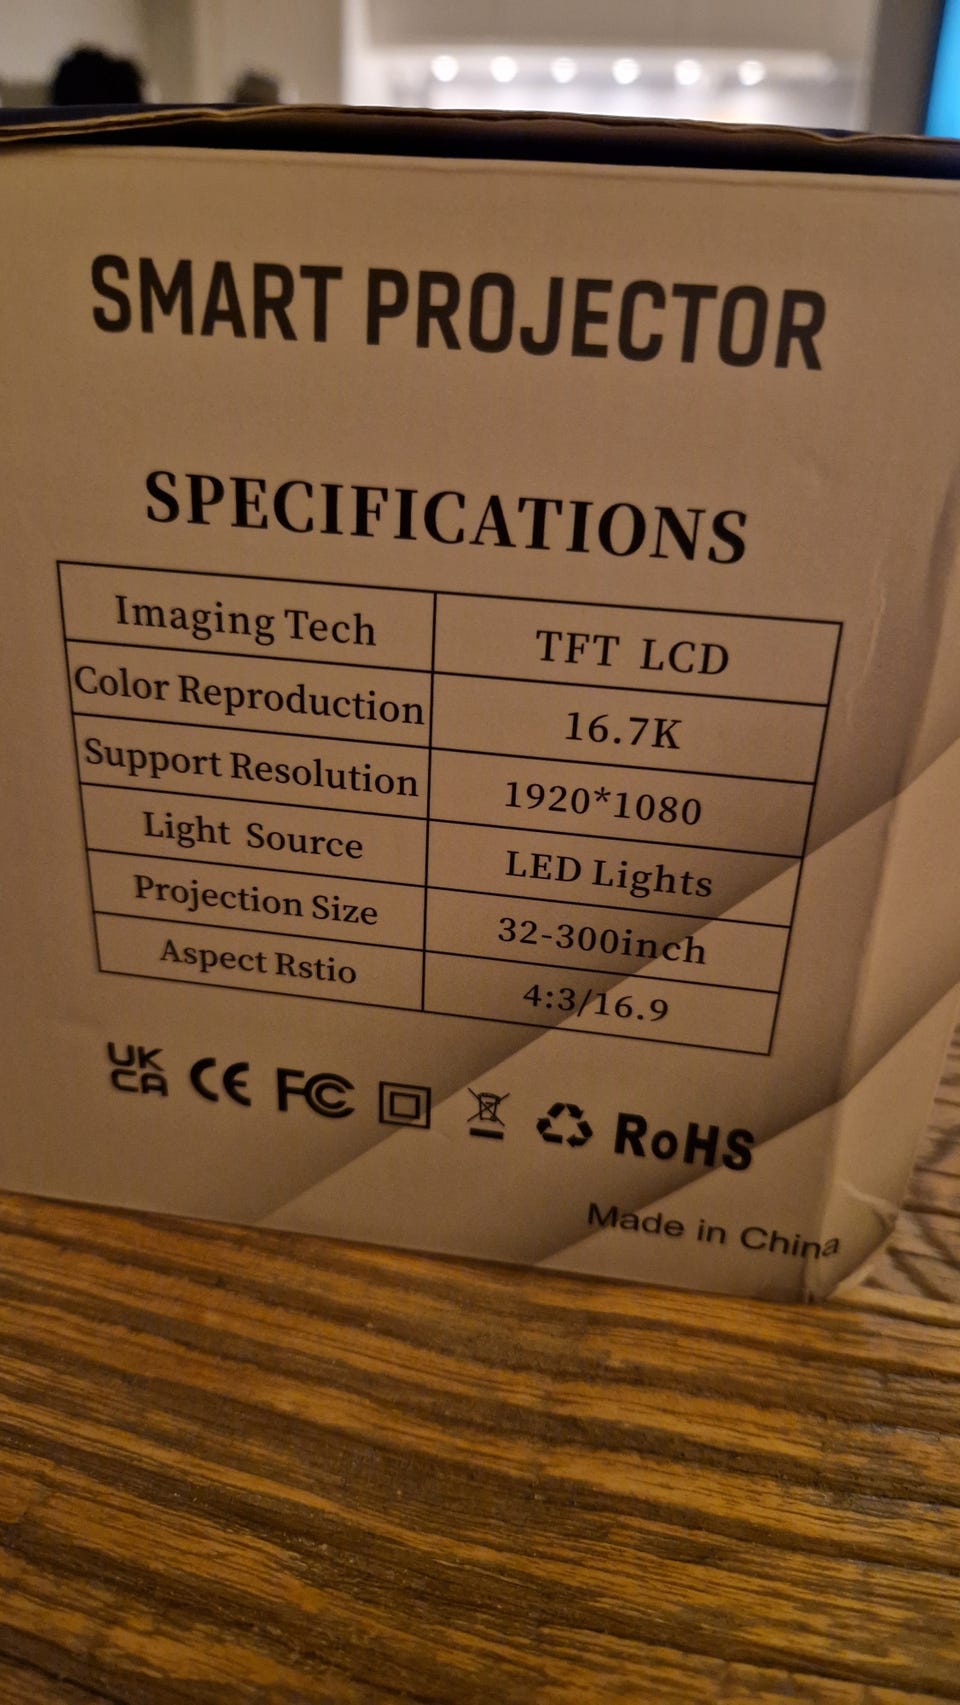 SMART PROJECTOR
SPECIFICATIONS
Imaging Tech TFT LCD
Color Reproduction 16.7K
Support Resolution 1920*1080
Light Source LED Lights
Projection Size 32-300inch
Aspect Rstio 4:3/16.9
UK CA CE FC RoHS
Made in China